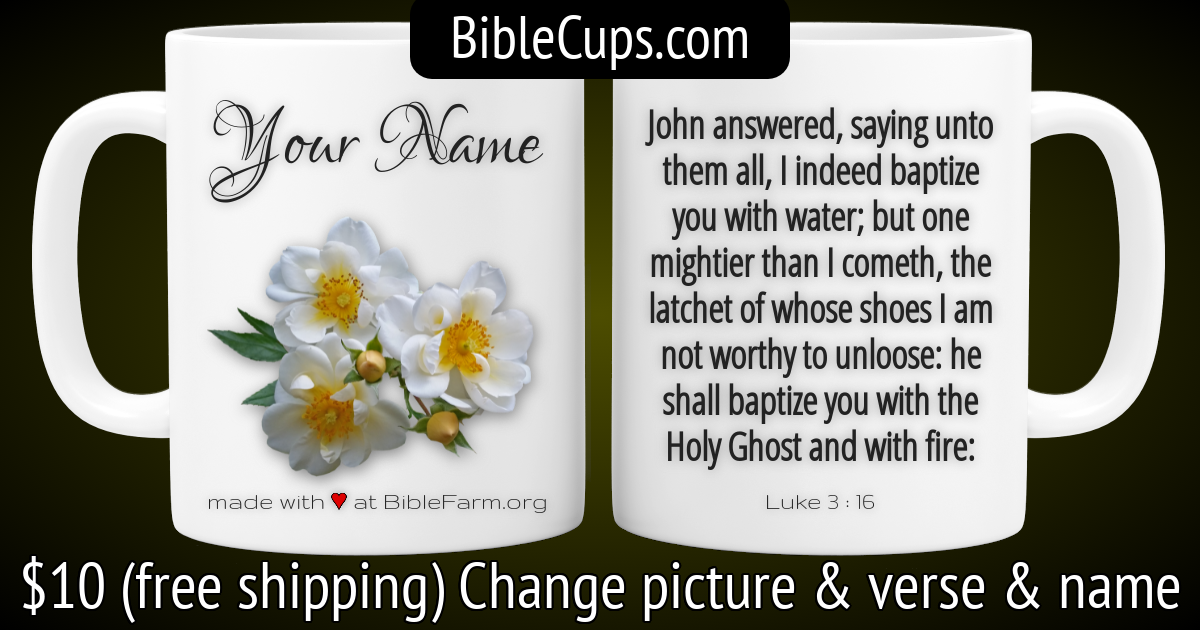 BibleCups.com
Your Name
made with ♥ at BibleFarm.org
John answered, saying unto
them all, I indeed baptize
you with water; but one
mightier than I cometh, the
latchet of whose shoes I am
not worthy to unloose: he
shall baptize you with the
Holy Ghost and with fire:
Luke 3 : 16
$10 (free shipping) Change picture & verse & name